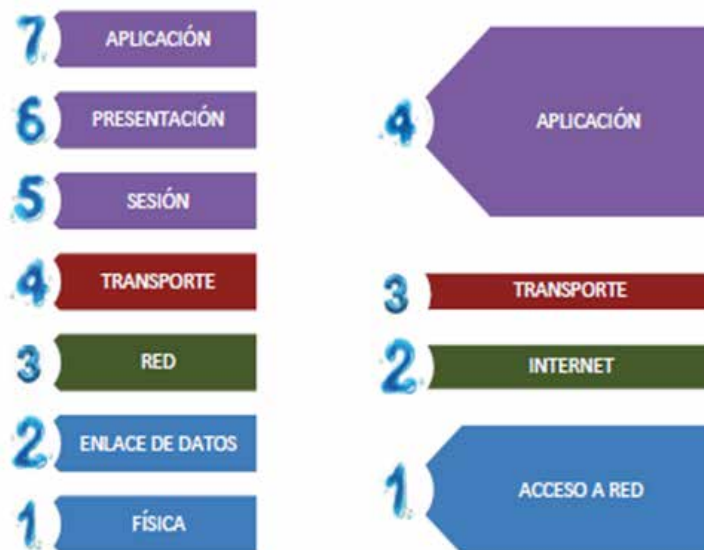 7 APLICACIÓN
6 PRESENTACIÓN
5 SESIÓN
4 TRANSPORTE
3 RED
2 ENLACE DE DATOS
1 FÍSICA
4 APLICACIÓN
3 TRANSPORTE
2 INTERNET
1 ACCESO A RED